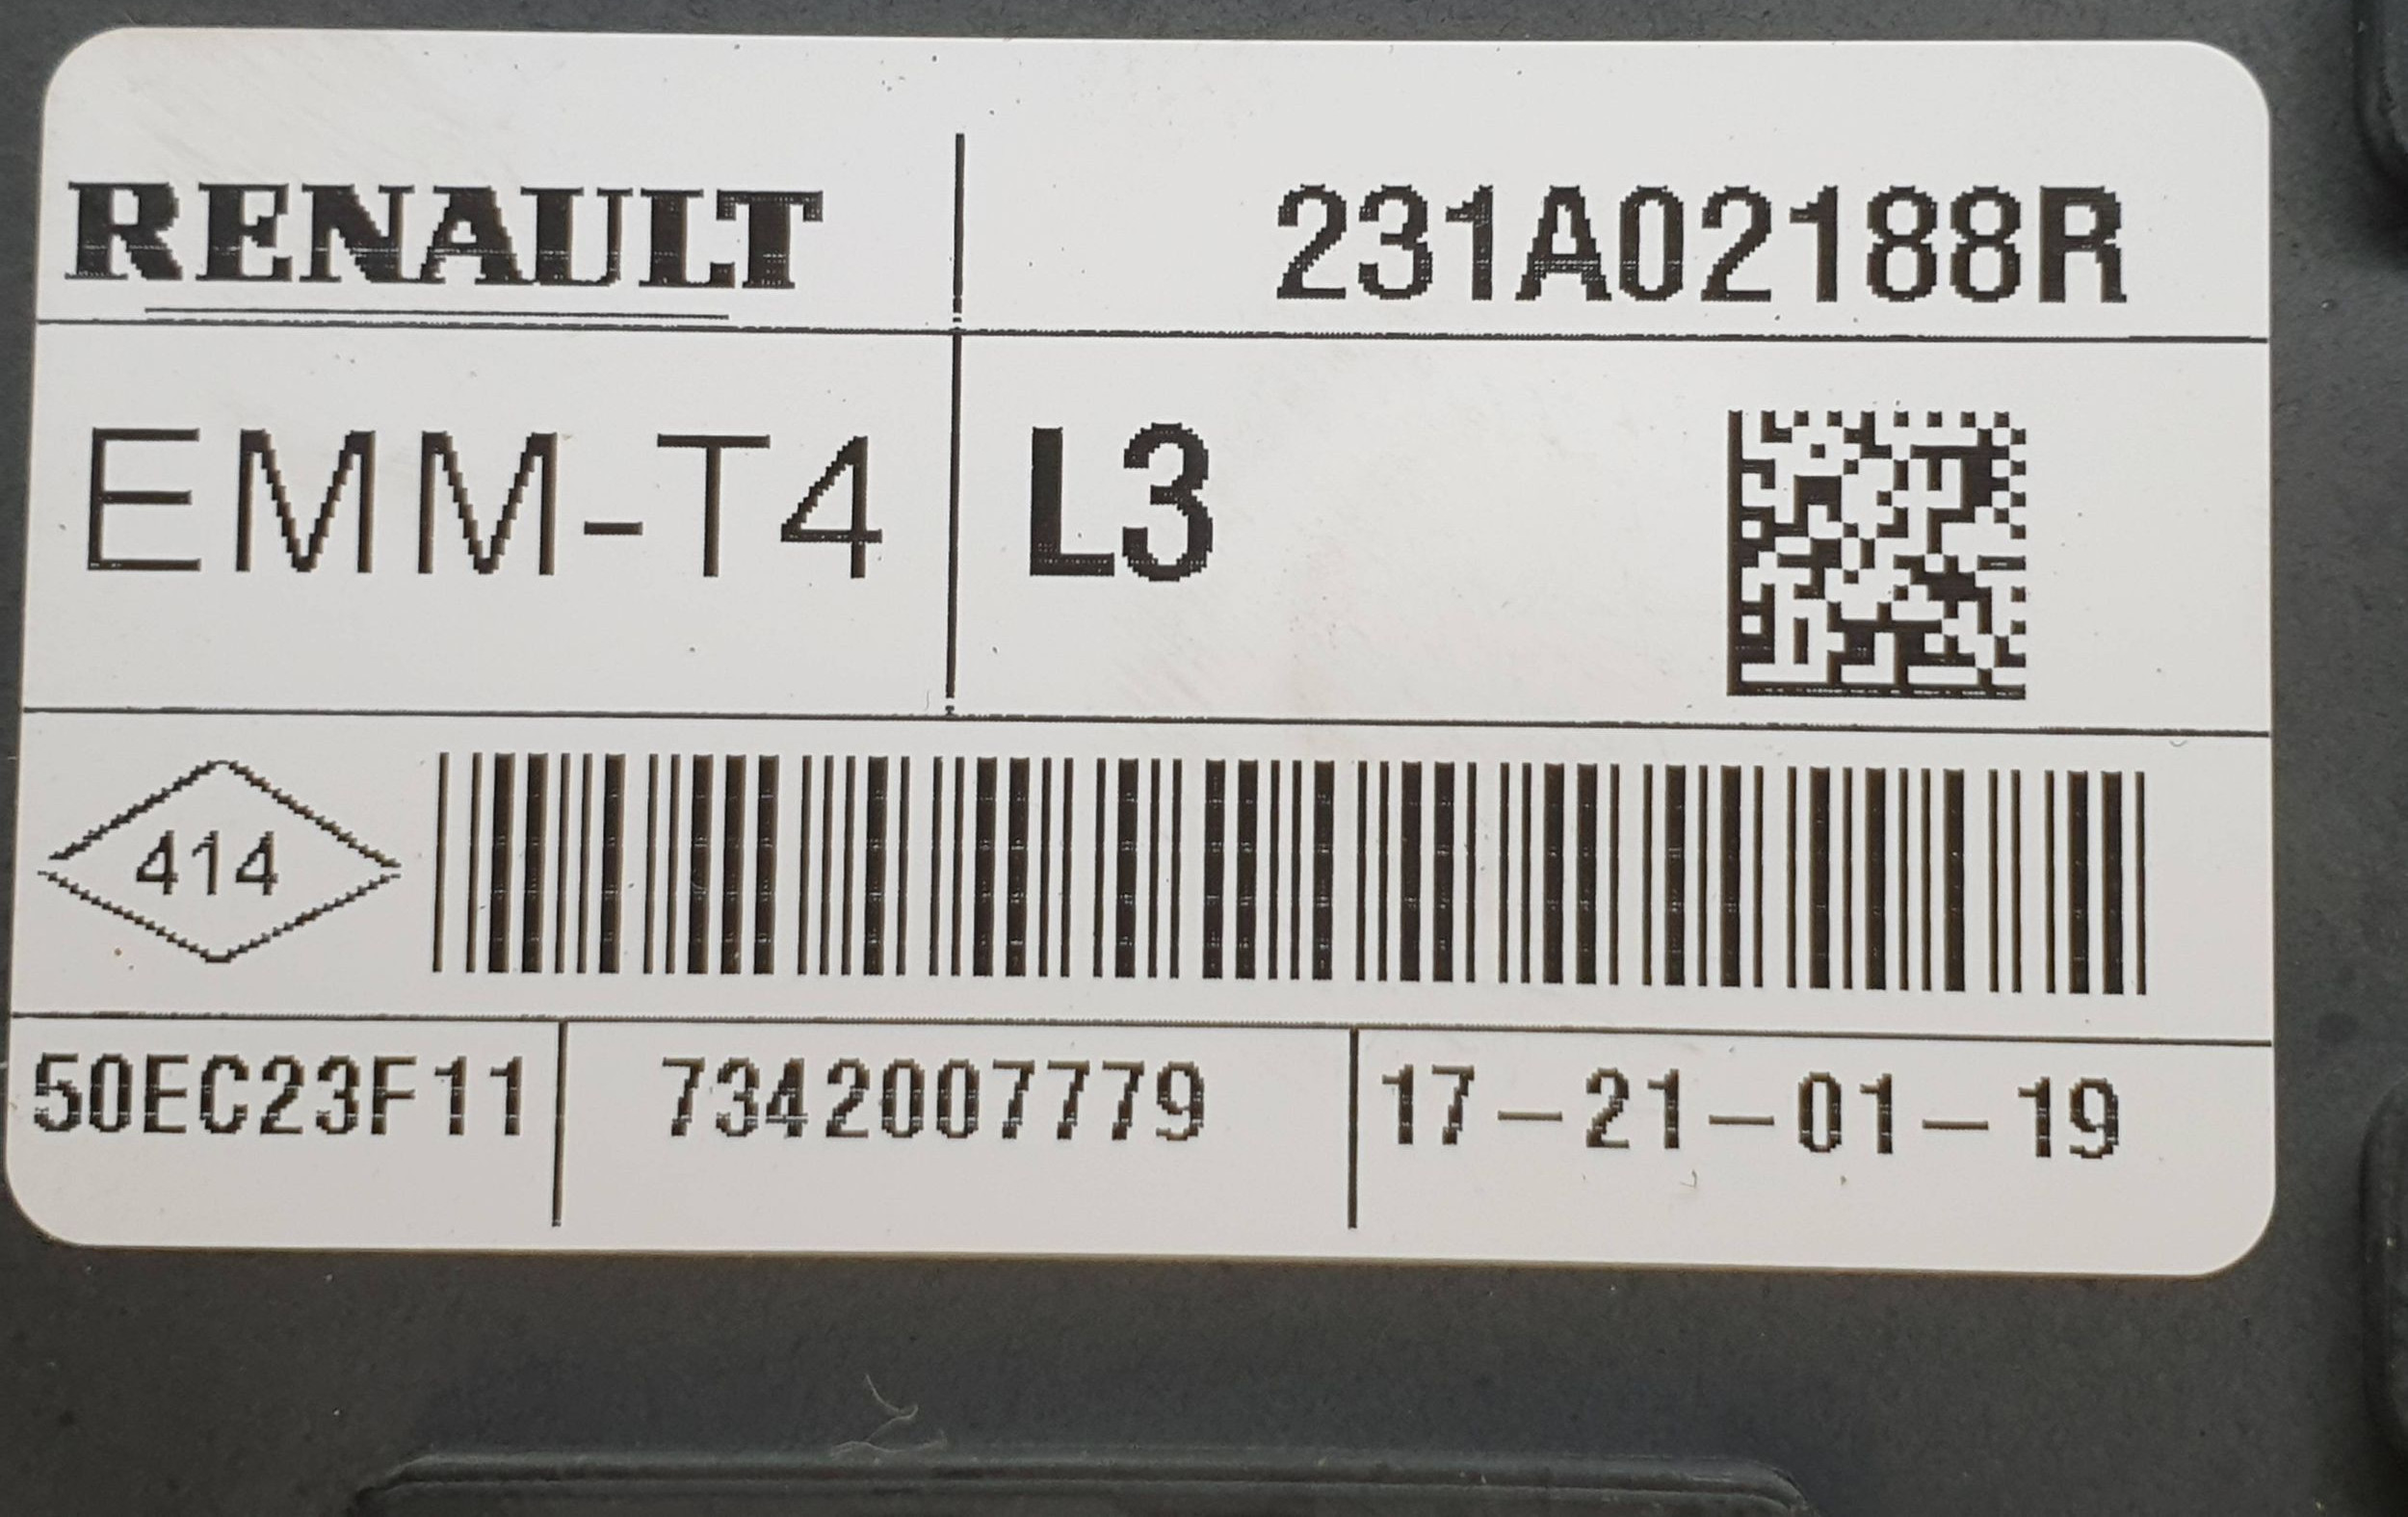 RENAULT 231A02188R
EMM-T4 L3
414
50EC23F11 7342007779 17-21-01-19